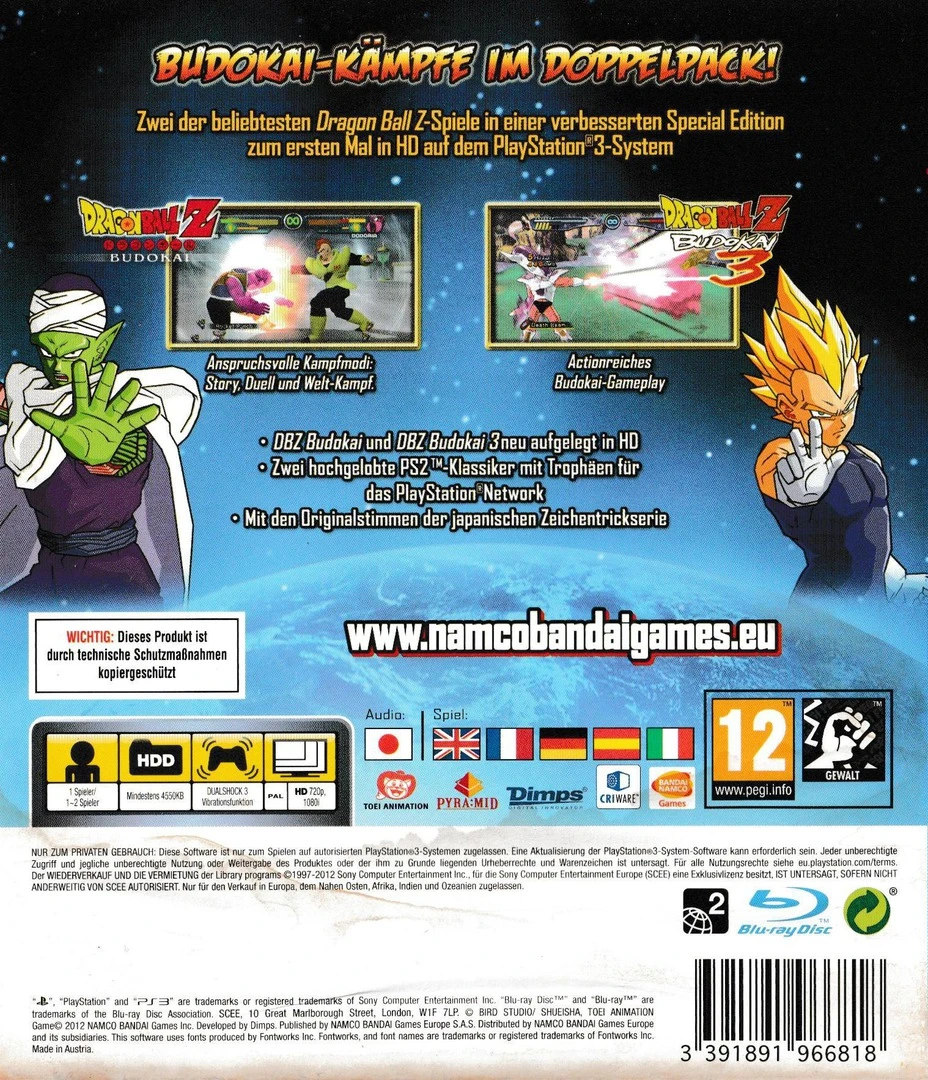 BUDOKAI-KÄMPFE IM DOPPELPACK!
Zwei der beliebtesten Dragon Ball Z-Spiele in einer verbesserten Special Edition
zum ersten Mal in HD auf dem PlayStation®3-System
DRAGONBALL Z
BUDOKAI
DODORIA
Rocket Punch
DRAGONBALL Z
BUDOKAI
3
Death Beam
Anspruchsvolle Kampfmodi:
Story, Duell und Welt-Kampf.
Actionreiches
Budokai-Gameplay
• DBZ Budokai und DBZ Budokai 3 neu aufgelegt in HD
• Zwei hochgelobte PS2™-Klassiker mit Trophäen für
das PlayStation®Network
• Mit den Originalstimmen der japanischen Zeichentrickserie
WICHTIG: Dieses Produkt ist
durch technische Schutzmaßnahmen
kopiergeschützt
www.namcobandaigames.eu
Audio: Spiel:
HDD
1 Spieler/
1~2 Spieler
Mindestens 4550KB
DUALSHOCK 3
Vibrationsfunktion
PAL
HD 720p,
1080i
TOEI ANIMATION
PYRA:MID
Dimps®
DIGITAL INNOVATOR
CRIWARE™
BANDAI
NAMCO
Games
12™
www.pegi.info
™
GEWALT
NUR ZUM PRIVATEN GEBRAUCH: Diese Software ist nur zum Spielen auf autorisierten PlayStation®3-Systemen zugelassen. Eine Aktualisierung der PlayStation®3-System-Software kann erforderlich sein. Jeder unberechtigte
Zugriff und jegliche unberechtigte Nutzung oder Weitergabe des Produktes oder der ihm zu Grunde liegenden Urheberrechte und Warenzeichen ist untersagt. Für alle Nutzungsrechte siehe eu.playstation.com/terms.
Der WIEDERVERKAUF UND DIE VERMIETUNG der Library programs ©1997-2012 Sony Computer Entertainment Inc., für die Sony Computer Entertainment Europe (SCEE) eine Exklusivlizenz besitzt, IST UNTERSAGT, SOFERN NICHT
ANDERWEITIG VON SCEE AUTORISIERT. Nur für den Verkauf in Europa, dem Nahen Osten, Afrika, Indien und Ozeanien zugelassen.
2
Blu-ray Disc™
®
"", "PlayStation" and "PS3" are trademarks or registered trademarks of Sony Computer Entertainment Inc. "Blu-ray Disc™" and "Blu-ray™" are
trademarks of the Blu-ray Disc Association. SCEE, 10 Great Marlborough Street, London, W1F 7LP. © BIRD STUDIO/ SHUEISHA, TOEI ANIMATION
Game© 2012 NAMCO BANDAI Games Inc. Developed by Dimps. Published by NAMCO BANDAI Games Europe S.A.S. Distributed by NAMCO BANDAI Games Europe
and its subsidiaries. This software uses fonts produced by Fontworks Inc. Fontworks, and font names are trademarks or registered trademarks of Fontworks Inc.
Made in Austria.
3 391891 966818